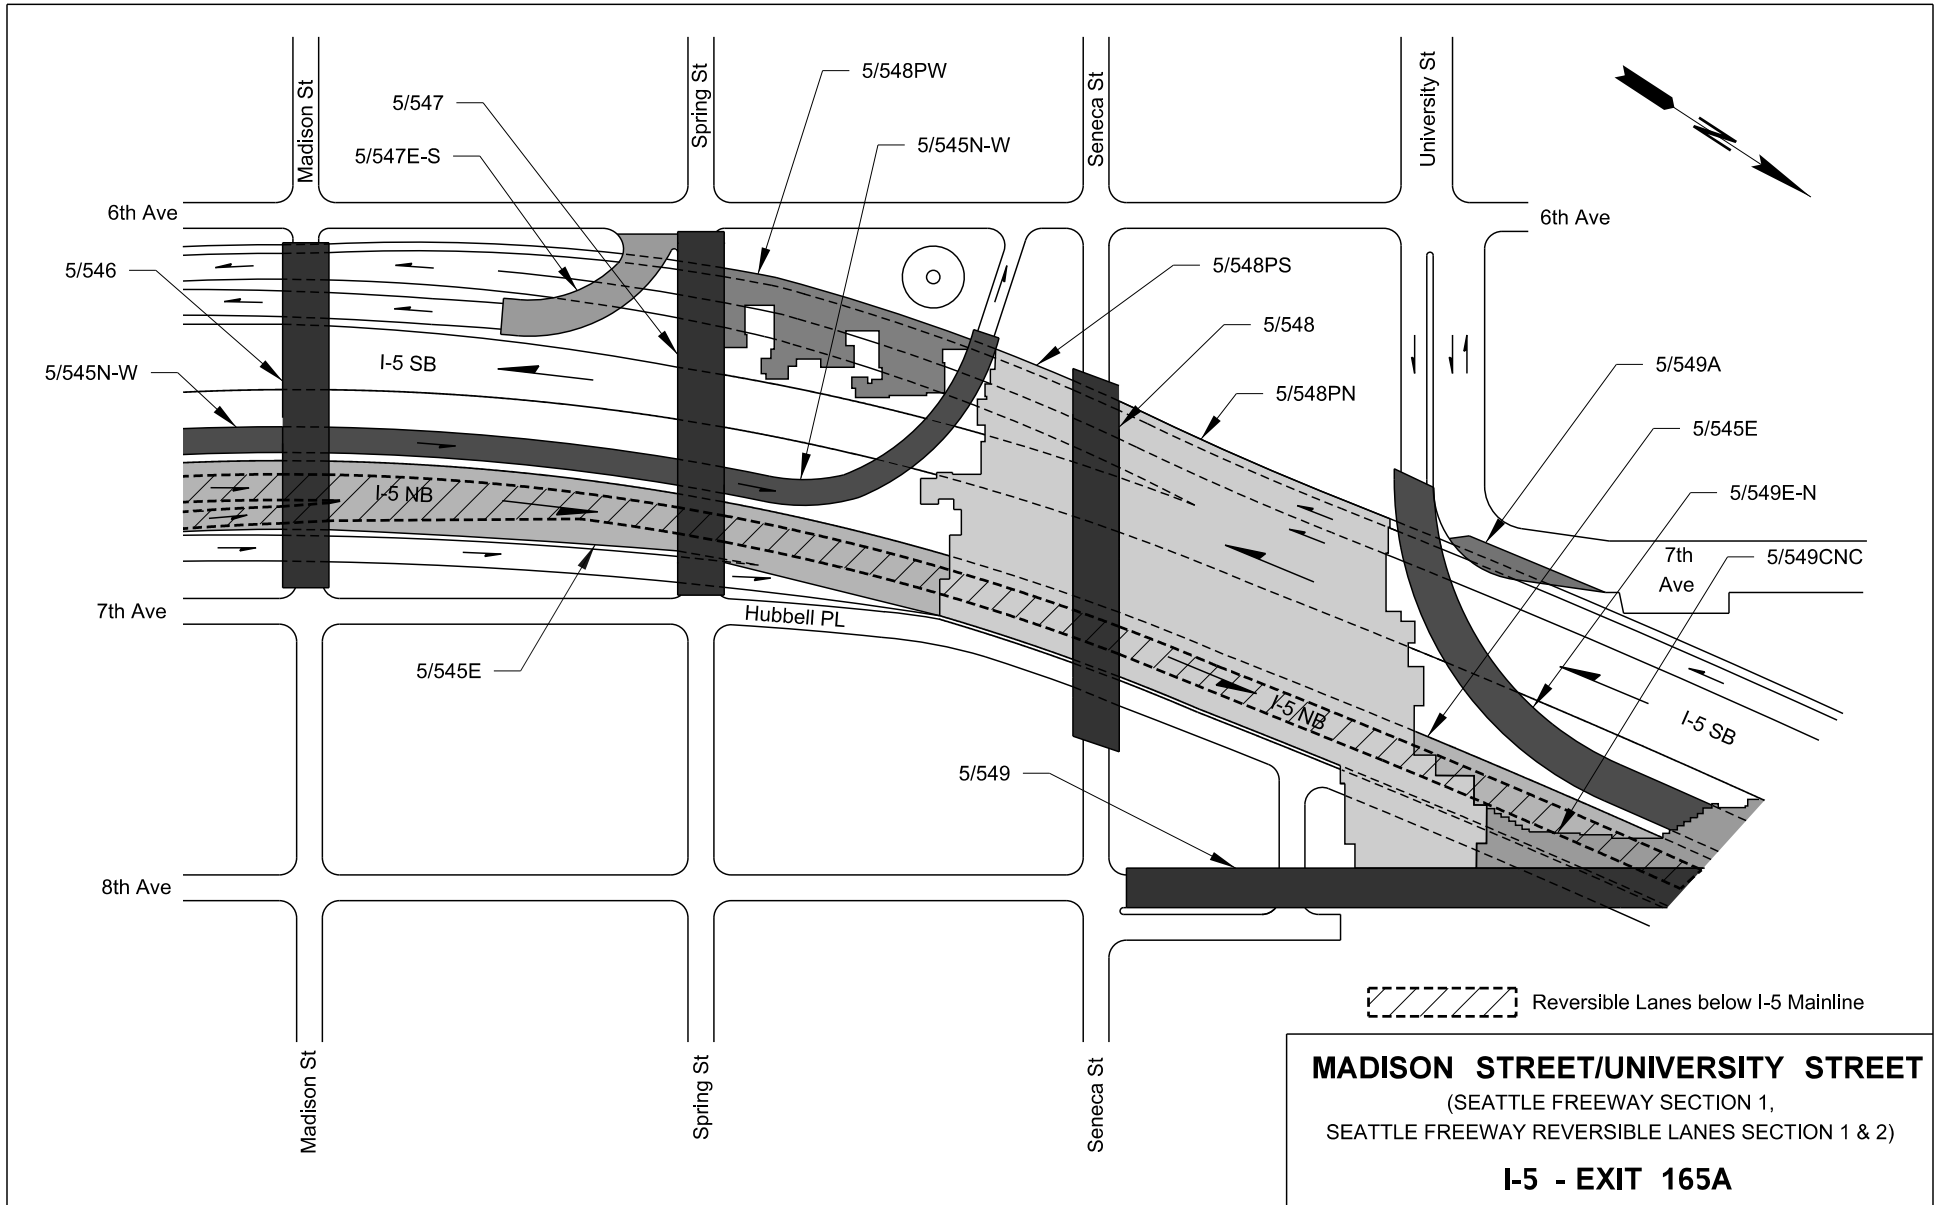 Madison St
Spring St
Seneca St
University St
5/548PW
5/547
5/545N-W
5/547E-S
N
6th Ave
6th Ave
5/546
5/548PS
5/548
5/545N-W
I-5 SB
5/549A
5/548PN
5/545E
I-5 NB
5/549E-N
7th
Ave
5/549CNC
7th Ave
Hubbell PL
5/545E
I-5 NB
I-5 SB
5/549
8th Ave
Reversible Lanes below I-5 Mainline
Madison St
Spring St
Seneca St
MADISON STREET/UNIVERSITY STREET
(SEATTLE FREEWAY SECTION 1,
SEATTLE FREEWAY REVERSIBLE LANES SECTION 1 & 2)
I-5 - EXIT 165A